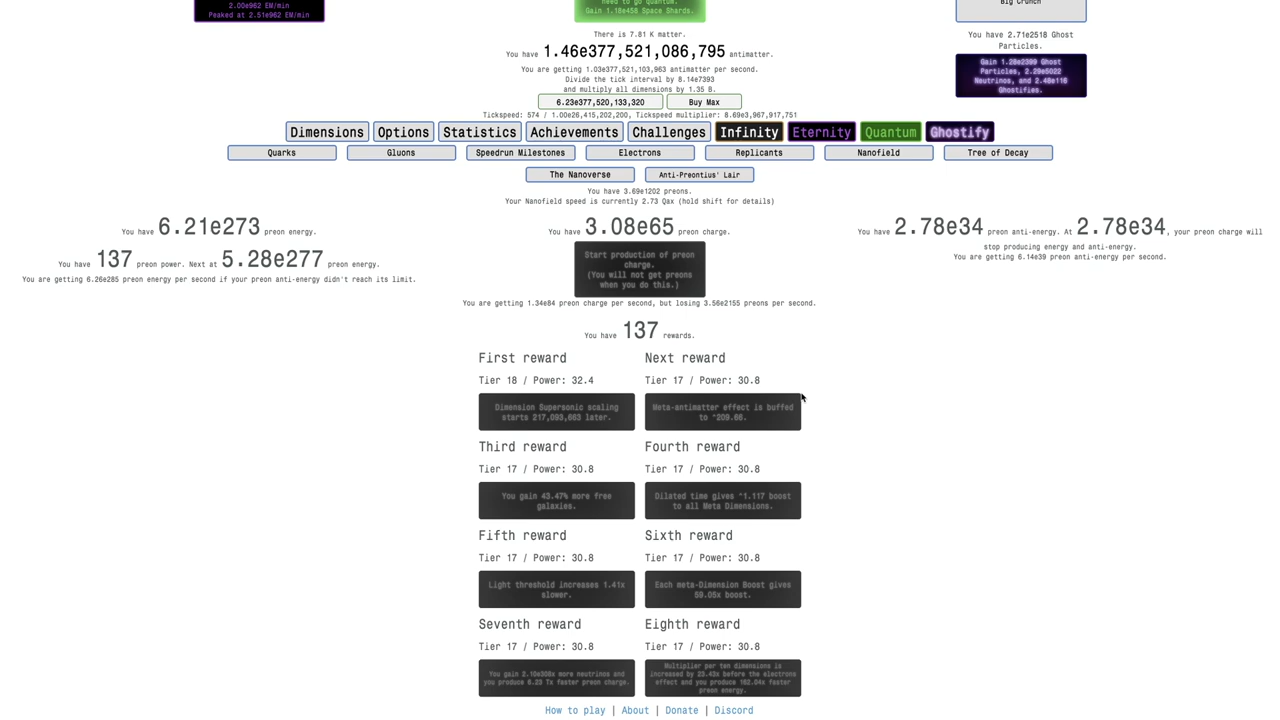 2.00e962 EM/min
Peaked at 2.51e962 EM/min
need to go quantum.
Gain 1.18e458 Space Shards.
Big Crunch
There is 7.81 K matter.
You have 1.46e377,521,086,795 antimatter.
You are getting 1.03e377,521,103,963 antimatter per second.
Divide the tick interval by 8.14e7393
and multiply all dimensions by 1.35 B.
6.23e377,520,133,320
Buy Max
Tickspeed: 574 / 1.00e26,415,202,200, Tickspeed multiplier: 8.69e3,967,917,751
You have 2.71e2518 Ghost
Particles.
Gain 1.28e2399 Ghost
Particles, 2.29e5022
Neutrinos, and 2.48e116
Ghostifies.
Dimensions
Options
Statistics
Achievements
Challenges
Infinity
Eternity
Quantum
Ghostify
Quarks
Gluons
Speedrun Milestones
Electrons
Replicants
Nanofield
Tree of Decay
The Nanoverse
Anti-Preontius' Lair
You have 3.69e1202 preons.
Your Nanofield speed is currently 2.73 Qax (hold shift for details)
You have 6.21e273 preon energy.
You have 137 preon power. Next at 5.28e277 preon energy.
You are getting 6.26e285 preon energy per second if your preon anti-energy didn't reach its limit.
You have 3.08e65 preon charge.
Start production of preon
charge.
(You will not get preons
when you do this.)
You are getting 1.34e84 preon charge per second, but losing 3.56e2155 preons per second.
You have 2.78e34 preon anti-energy. At 2.78e34, your preon charge will
stop producing energy and anti-energy.
You are getting 6.14e39 preon anti-energy per second.
You have 137 rewards.
First reward
Tier 18 / Power: 32.4
Dimension Supersonic scaling
starts 217,093,663 later.
Next reward
Tier 17 / Power: 30.8
Meta-antimatter effect is buffed
to ^209.66.
Third reward
Tier 17 / Power: 30.8
You gain 43.47% more free
galaxies.
Fourth reward
Tier 17 / Power: 30.8
Dilated time gives ^1.117 boost
to all Meta Dimensions.
Fifth reward
Tier 17 / Power: 30.8
Light threshold increases 1.41x
slower.
Sixth reward
Tier 17 / Power: 30.8
Each meta-Dimension Boost gives
59.05x boost.
Seventh reward
Tier 17 / Power: 30.8
You gain 2.10e308x more neutrinos and
you produce 6.29 Tx faster preon charge.
Eighth reward
Tier 17 / Power: 30.8
Multiplier per ten dimensions is
increased by 23.43x before the electrons
effect and you produce 162.04x faster
preon energy.
How to play | About | Donate | Discord